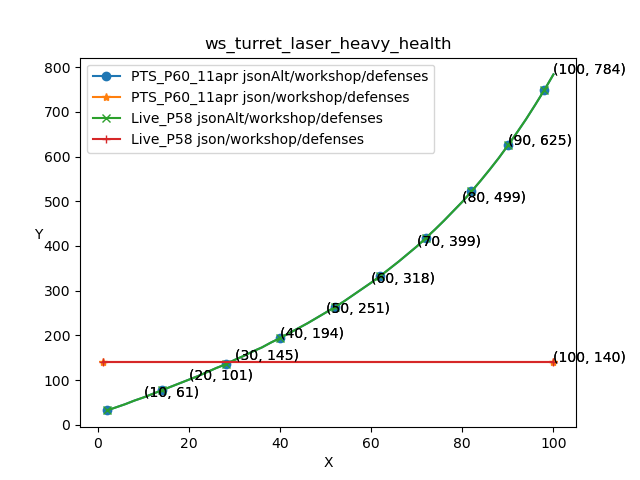 ws_turret_laser_heavy_health
PTS_P60_11apr jsonAlt/workshop/defenses
PTS_P60_11apr json/workshop/defenses
Live_P58 jsonAlt/workshop/defenses
Live_P58 json/workshop/defenses
Y
800
700
600
500
400
300
200
100
0
(100, 784)
(90, 625)
(80, 499)
(70, 399)
(60, 318)
(50, 251)
(40, 194)
(30, 145)
(100, 140)
(20, 101)
(10, 61)
0 20 40 60 80 100
X